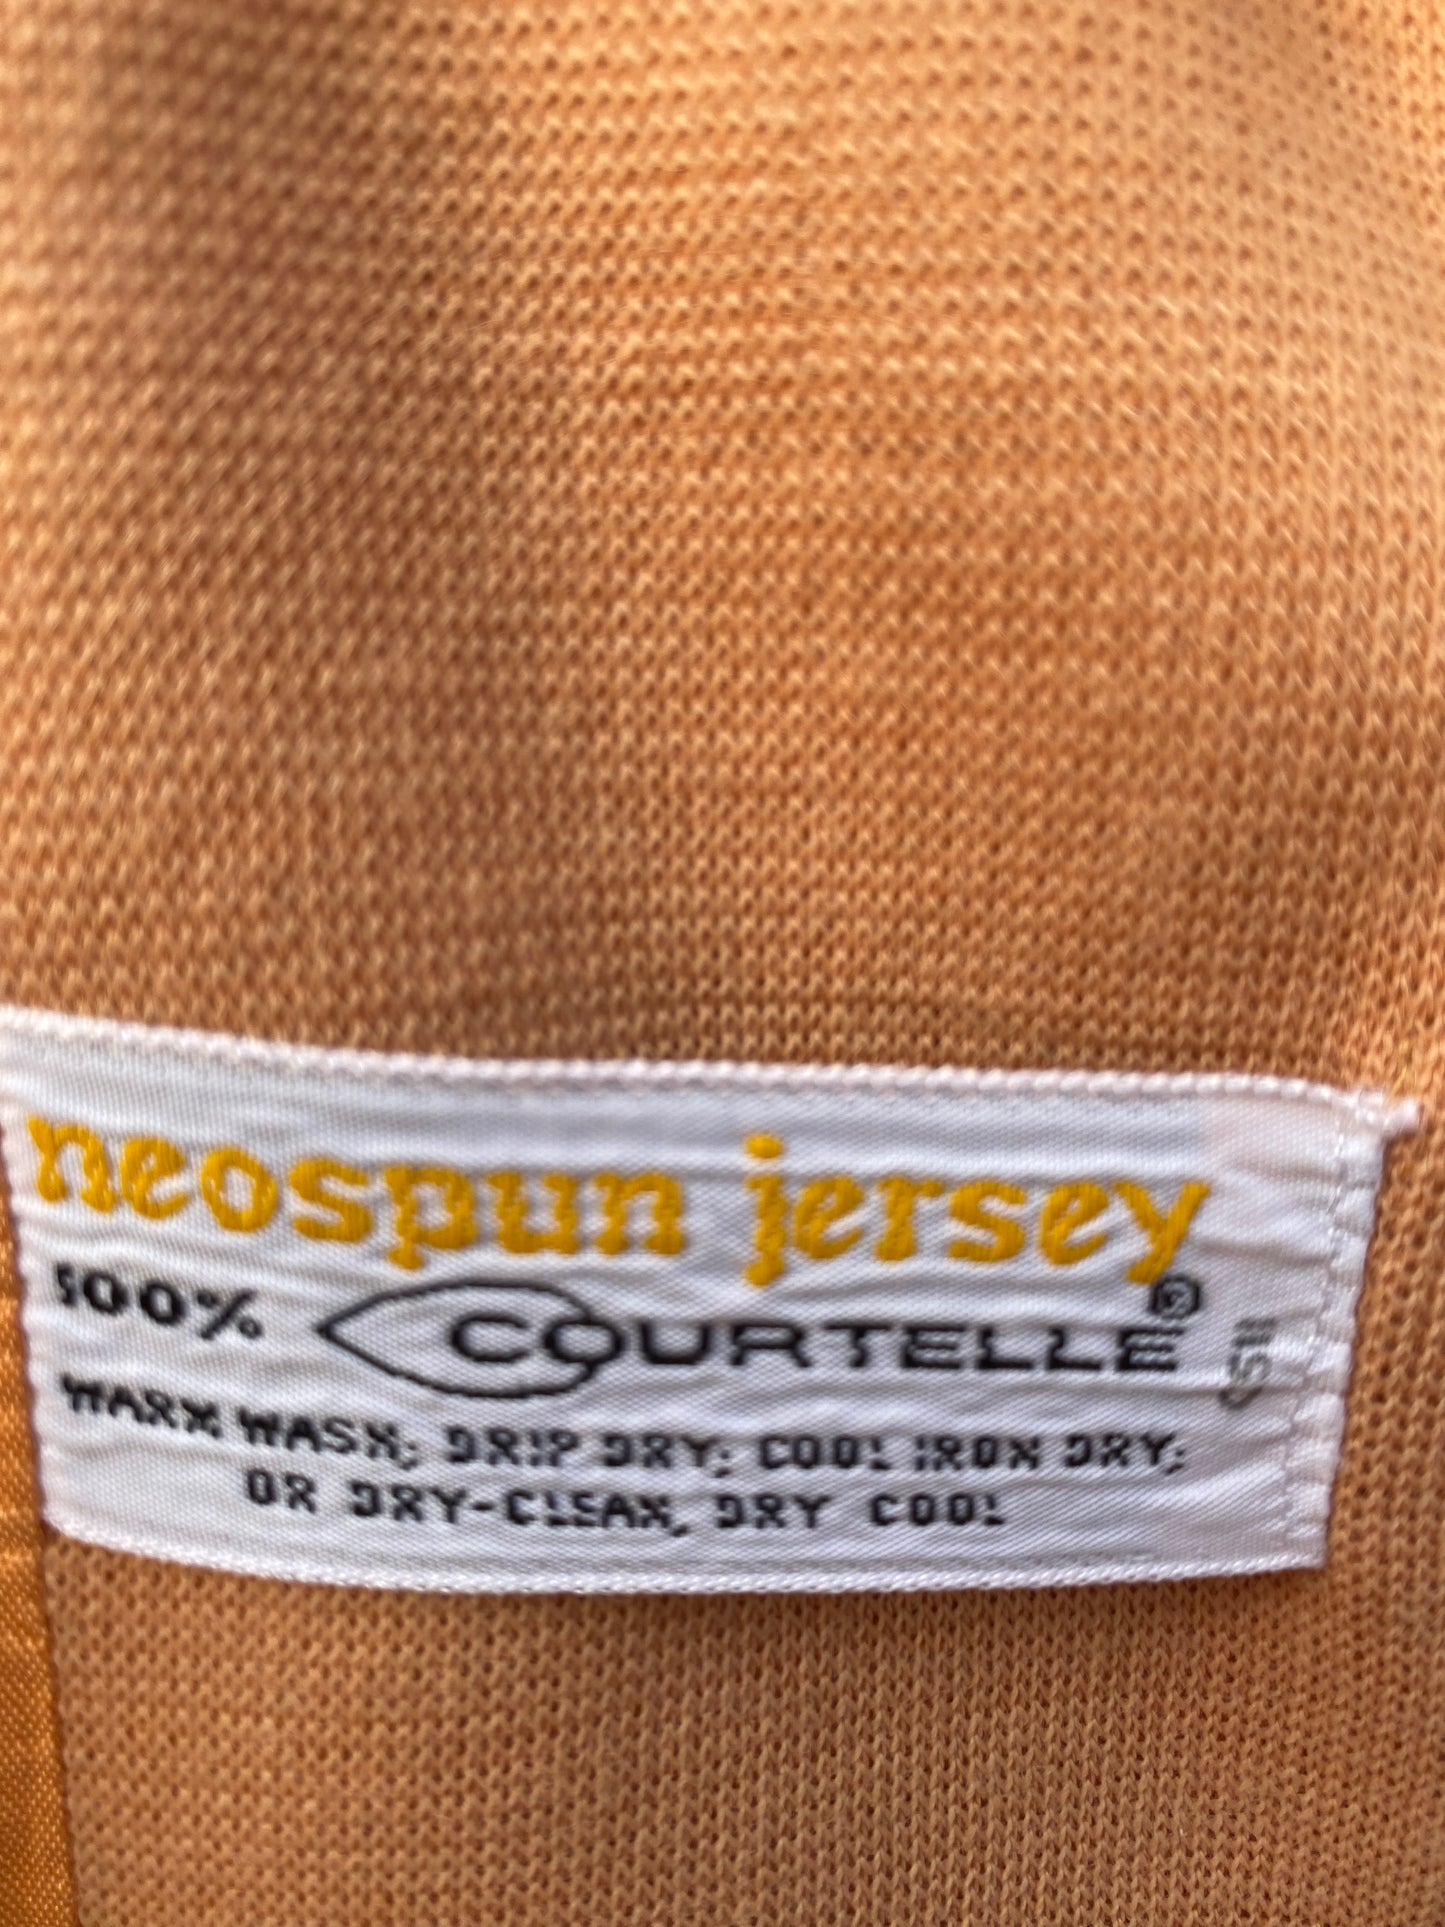 neospun jersey
100% COURTELLE®
WARM WASH; DRIP DRY; COOL IRON DRY;
OR DRY-CLEAN, DRY COOL